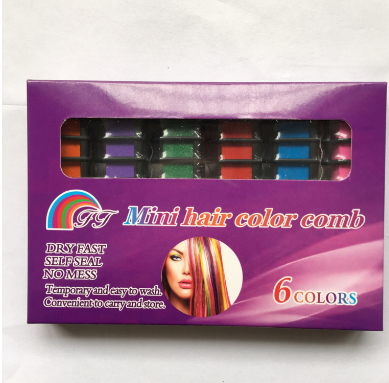 GT Mini hair color comb
DRY FAST
SELF SEAL
NO MESS
Temporary and easy to wash.
Convenient to carry and store.
6 COLORS